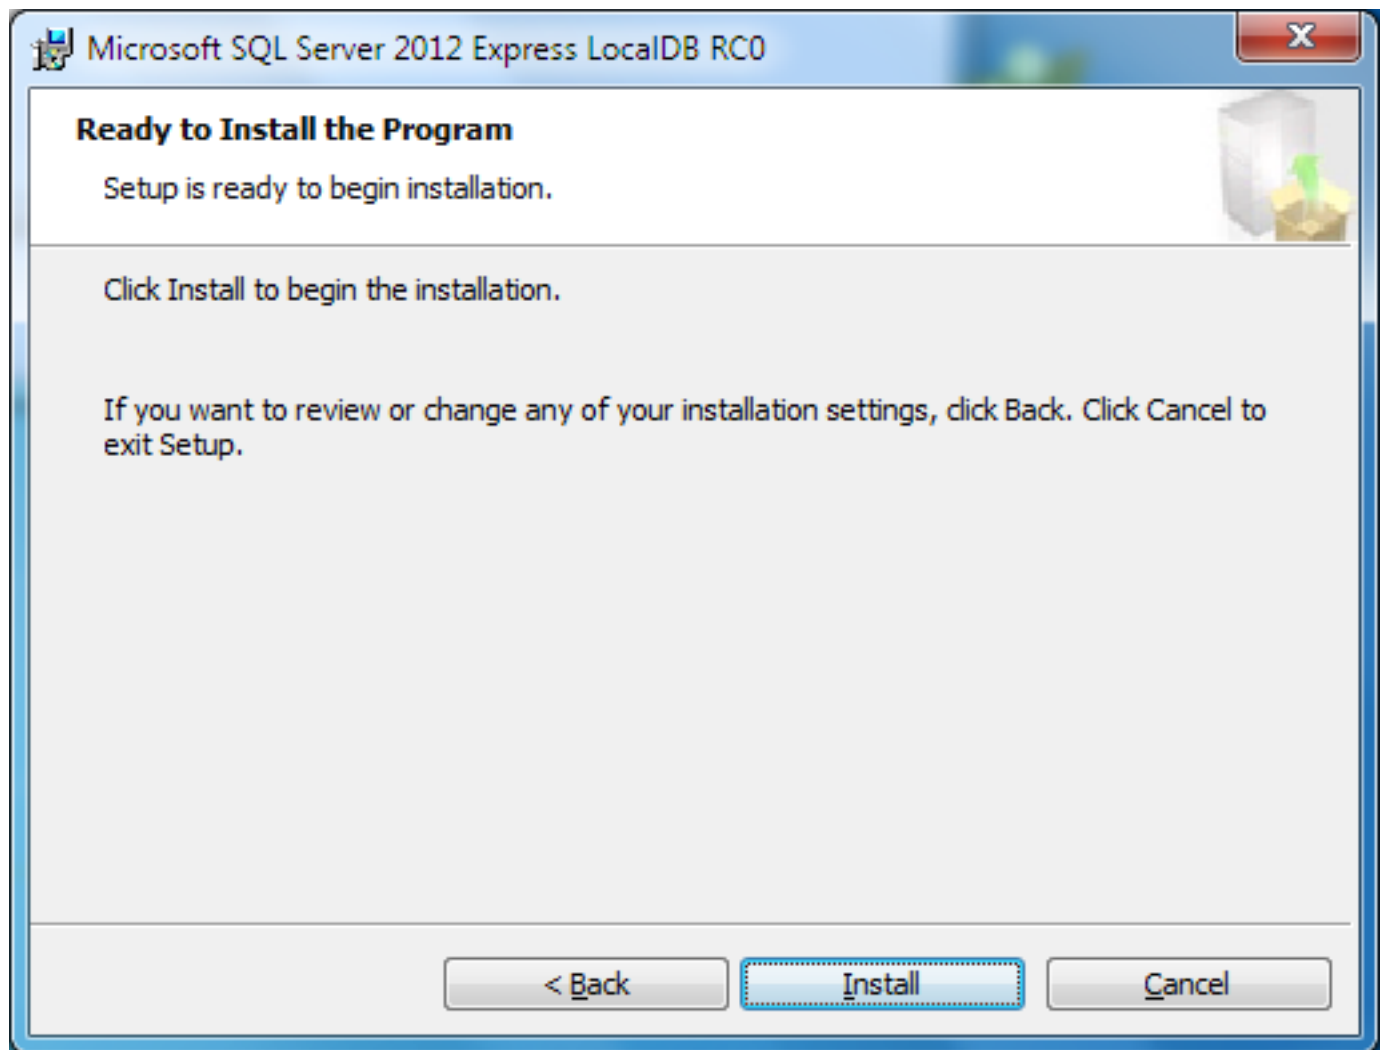 Microsoft SQL Server 2012 Express LocalDB RC0
Ready to Install the Program
Setup is ready to begin installation.
Click Install to begin the installation.
If you want to review or change any of your installation settings, click Back. Click Cancel to
exit Setup.
< Back
Install
Cancel